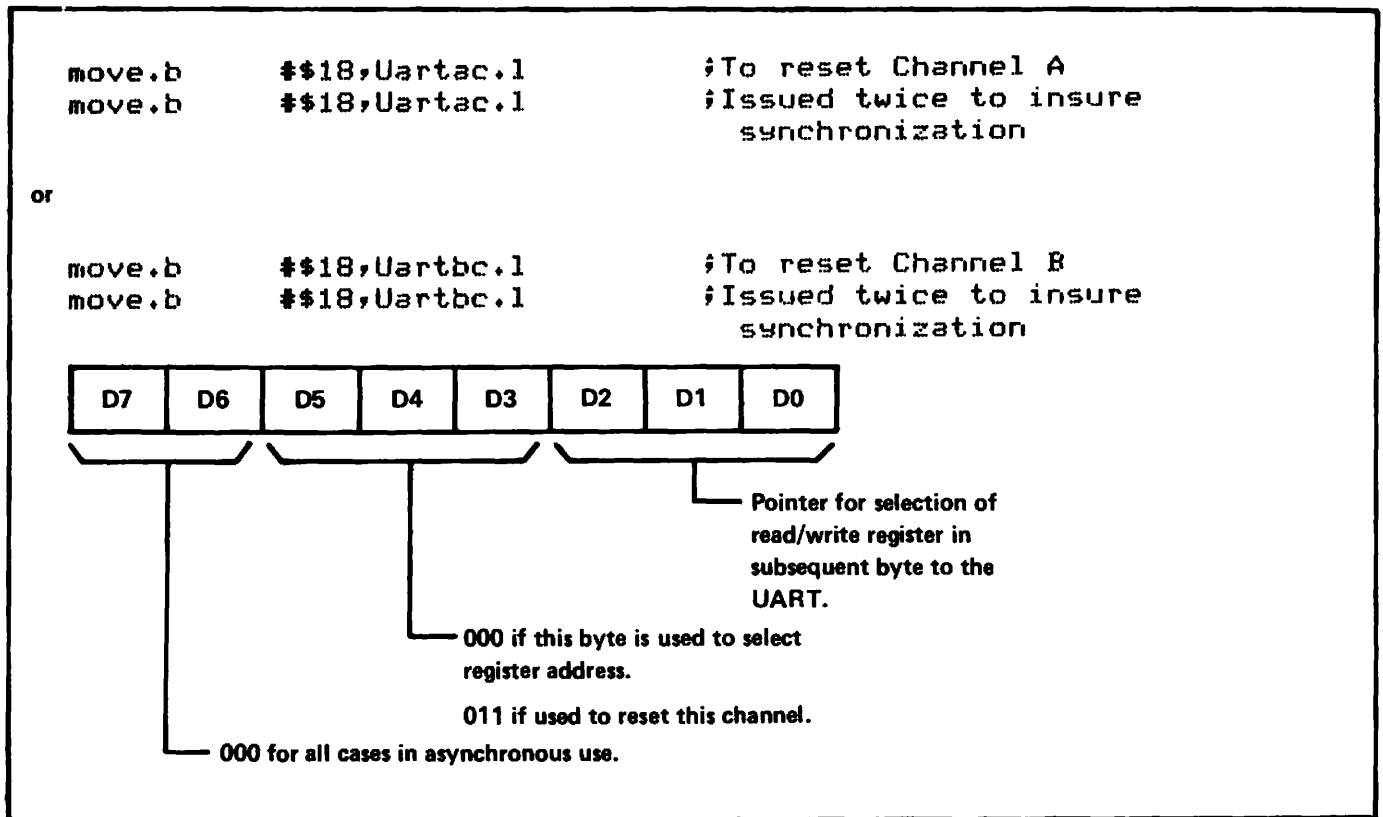 move.b #$18,Uartac.l ;To reset Channel A
move.b #$18,Uartac.l ;Issued twice to insure
synchronization
or
move.b #$18,Uartbc.l ;To reset Channel B
move.b #$18,Uartbc.l ;Issued twice to insure
synchronization
D7 D6 D5 D4 D3 D2 D1 D0
Pointer for selection of
read/write register in
subsequent byte to the
UART.
000 if this byte is used to select
register address.
011 if used to reset this channel.
000 for all cases in asynchronous use.